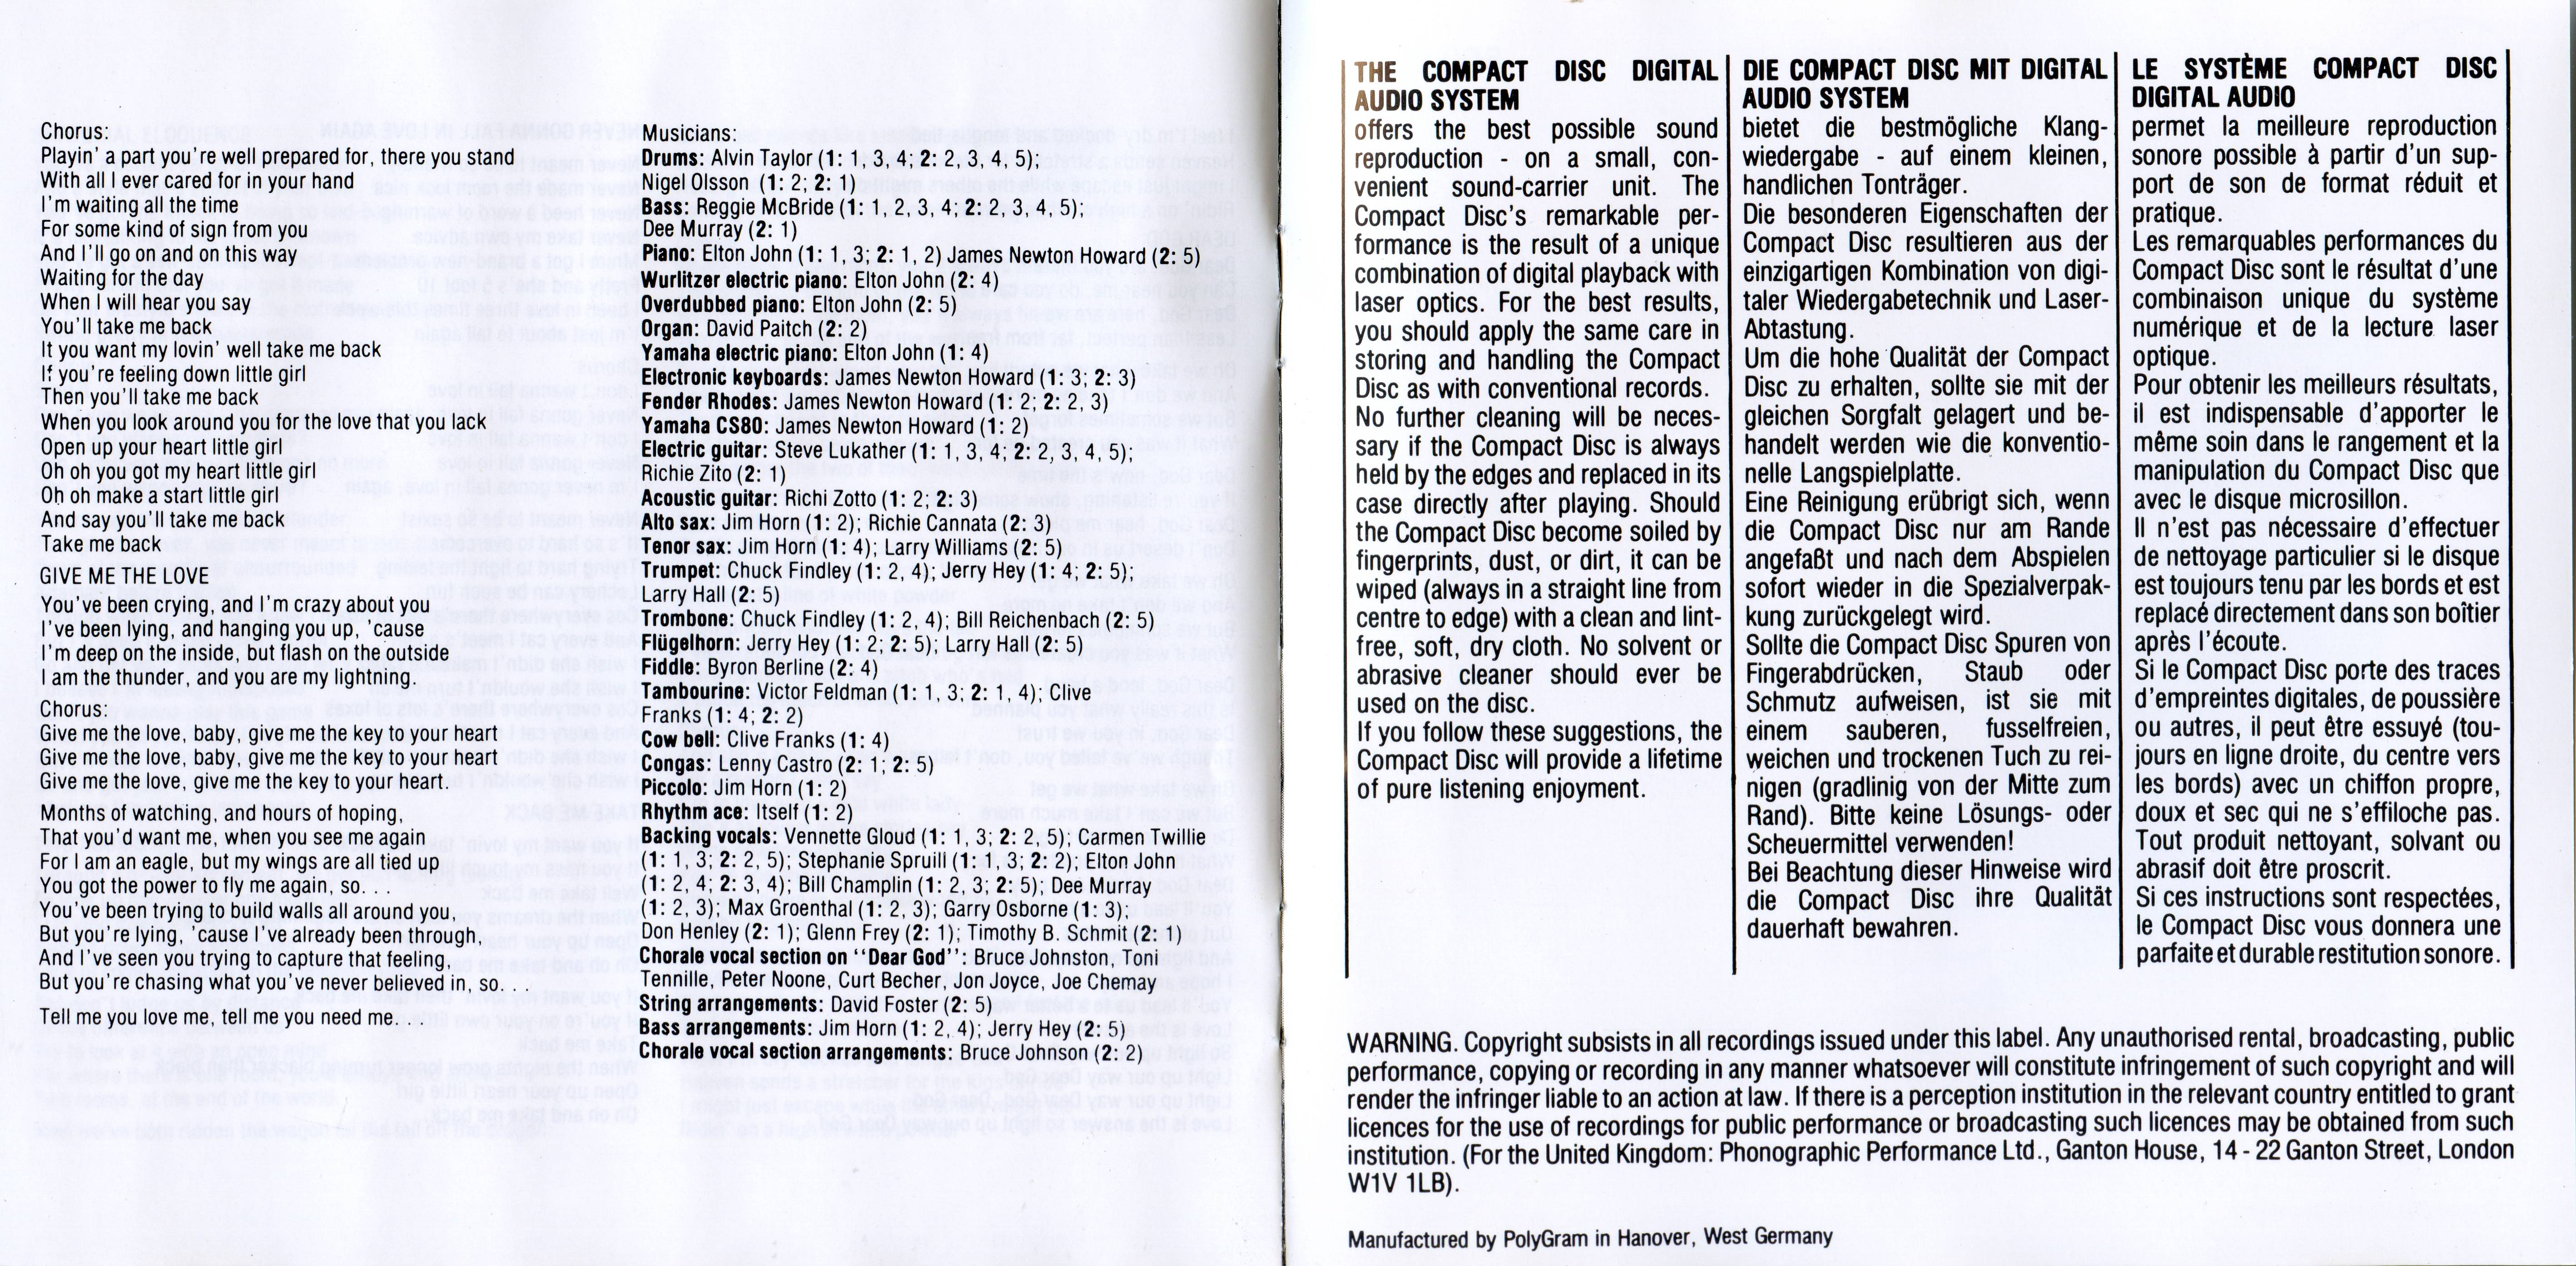 Chorus:
Playin' a part you're well prepared for, there you stand
With all I ever cared for in your hand
I'm waiting all the time
For some kind of sign from you
And I'll go on and on this way
Waiting for the day
When I will hear you say
You'll take me back
It you want my lovin' well take me back
If you're feeling down little girl
Then you'll take me back
When you look around you for the love that you lack
Open up your heart little girl
Oh oh you got my heart little girl
Oh oh make a start little girl
And say you'll take me back
Take me back
GIVE ME THE LOVE
You've been crying, and I'm crazy about you
I've been lying, and hanging you up, 'cause
I'm deep on the inside, but flash on the outside
I am the thunder, and you are my lightning.
Chorus:
Give me the love, baby, give me the key to your heart
Give me the love, baby, give me the key to your heart
Give me the love, give me the key to your heart.
Months of watching, and hours of hoping,
That you'd want me, when you see me again
For I am an eagle, but my wings are all tied up
You got the power to fly me again, so. . .
You've been trying to build walls all around you,
But you're lying, 'cause I've already been through,
And I've seen you trying to capture that feeling,
But you're chasing what you've never believed in, so. . .
Tell me you love me, tell me you need me. . .
Musicians:
Drums: Alvin Taylor (1: 1, 3, 4; 2: 2, 3, 4, 5);
Nigel Olsson (1: 2; 2: 1)
Bass: Reggie McBride (1: 1, 2, 3, 4; 2: 2, 3, 4, 5);
Dee Murray (2: 1)
Piano: Elton John (1: 1, 3; 2: 1, 2) James Newton Howard (2: 5)
Wurlitzer electric piano: Elton John (2: 4)
Overdubbed piano: Elton John (2: 5)
Organ: David Paitch (2: 2)
Yamaha electric piano: Elton John (1: 4)
Electronic keyboards: James Newton Howard (1: 3; 2: 3)
Fender Rhodes: James Newton Howard (1: 2; 2: 2, 3)
Yamaha CS80: James Newton Howard (1: 2)
Electric guitar: Steve Lukather (1: 1, 3, 4; 2: 2, 3, 4, 5);
Richie Zito (2: 1)
Acoustic guitar: Richi Zotto (1: 2; 2: 3)
Alto sax: Jim Horn (1: 2); Richie Cannata (2: 3)
Tenor sax: Jim Horn (1: 4); Larry Williams (2: 5)
Trumpet: Chuck Findley (1: 2, 4); Jerry Hey (1: 4; 2: 5);
Larry Hall (2: 5)
Trombone: Chuck Findley (1: 2, 4); Bill Reichenbach (2: 5)
Flügelhorn: Jerry Hey (1: 2; 2: 5); Larry Hall (2: 5)
Fiddle: Byron Berline (2: 4)
Tambourine: Victor Feldman (1: 1, 3; 2: 1, 4); Clive
Franks (1: 4; 2: 2)
Cow bell: Clive Franks (1: 4)
Congas: Lenny Castro (2: 1; 2: 5)
Piccolo: Jim Horn (1: 2)
Rhythm ace: Itself (1: 2)
Backing vocals: Vennette Gloud (1: 1, 3; 2: 2, 5); Carmen Twillie
(1: 1, 3; 2: 2, 5); Stephanie Spruill (1: 1, 3; 2: 2); Elton John
(1: 2, 4; 2: 3, 4); Bill Champlin (1: 2, 3; 2: 5); Dee Murray
(1: 2, 3); Max Groenthal (1: 2, 3); Garry Osborne (1: 3);
Don Henley (2: 1); Glenn Frey (2: 1); Timothy B. Schmit (2: 1)
Chorale vocal section on "Dear God": Bruce Johnston, Toni
Tennille, Peter Noone, Curt Becher, Jon Joyce, Joe Chemay
String arrangements: David Foster (2: 5)
Bass arrangements: Jim Horn (1: 2, 4); Jerry Hey (2: 5)
Chorale vocal section arrangements: Bruce Johnson (2: 2)
THE COMPACT DISC DIGITAL
AUDIO SYSTEM
offers the best possible sound
reproduction - on a small, con-
venient sound-carrier unit. The
Compact Disc's remarkable per-
formance is the result of a unique
combination of digital playback with
laser optics. For the best results,
you should apply the same care in
storing and handling the Compact
Disc as with conventional records.
No further cleaning will be neces-
sary if the Compact Disc is always
held by the edges and replaced in its
case directly after playing. Should
the Compact Disc become soiled by
fingerprints, dust, or dirt, it can be
wiped (always in a straight line from
centre to edge) with a clean and lint-
free, soft, dry cloth. No solvent or
abrasive cleaner should ever be
used on the disc.
If you follow these suggestions, the
Compact Disc will provide a lifetime
of pure listening enjoyment.
DIE COMPACT DISC MIT DIGITAL
AUDIO SYSTEM
bietet die bestmögliche Klang-
wiedergabe - auf einem kleinen,
handlichen Tonträger.
Die besonderen Eigenschaften der
Compact Disc resultieren aus der
einzigartigen Kombination von digi-
taler Wiedergabetechnik und Laser-
Abtastung.
Um die hohe Qualität der Compact
Disc zu erhalten, sollte sie mit der
gleichen Sorgfalt gelagert und be-
handelt werden wie die konventio-
nelle Langspielplatte.
Eine Reinigung erübrigt sich, wenn
die Compact Disc nur am Rande
angefaßt und nach dem Abspielen
sofort wieder in die Spezialverpak-
kung zurückgelegt wird.
Sollte die Compact Disc Spuren von
Fingerabdrücken, Staub oder
Schmutz aufweisen, ist sie mit
einem sauberen, fusselfreien,
weichen und trockenen Tuch zu rei-
nigen (gradlinig von der Mitte zum
Rand). Bitte keine Lösungs- oder
Scheuermittel verwenden!
Bei Beachtung dieser Hinweise wird
die Compact Disc ihre Qualität
dauerhaft bewahren.
LE SYSTÈME COMPACT DISC
DIGITAL AUDIO
permet la meilleure reproduction
sonore possible à partir d'un sup-
port de son de format réduit et
pratique.
Les remarquables performances du
Compact Disc sont le résultat d'une
combinaison unique du système
numérique et de la lecture laser
optique.
Pour obtenir les meilleurs résultats,
il est indispensable d'apporter le
même soin dans le rangement et la
manipulation du Compact Disc que
avec le disque microsillon.
Il n'est pas nécessaire d'effectuer
de nettoyage particulier si le disque
est toujours tenu par les bords et est
replacé directement dans son boîtier
après l'écoute.
Si le Compact Disc porte des traces
d'empreintes digitales, de poussière
ou autres, il peut être essuyé (tou-
jours en ligne droite, du centre vers
les bords) avec un chiffon propre,
doux et sec qui ne s'effiloche pas.
Tout produit nettoyant, solvant ou
abrasif doit être proscrit.
Si ces instructions sont respectées,
le Compact Disc vous donnera une
parfaite et durable restitution sonore.
WARNING. Copyright subsists in all recordings issued under this label. Any unauthorised rental, broadcasting, public
performance, copying or recording in any manner whatsoever will constitute infringement of such copyright and will
render the infringer liable to an action at law. If there is a perception institution in the relevant country entitled to grant
licences for the use of recordings for public performance or broadcasting such licences may be obtained from such
institution. (For the United Kingdom: Phonographic Performance Ltd., Ganton House, 14 - 22 Ganton Street, London
W1V 1LB).
Manufactured by PolyGram in Hanover, West Germany